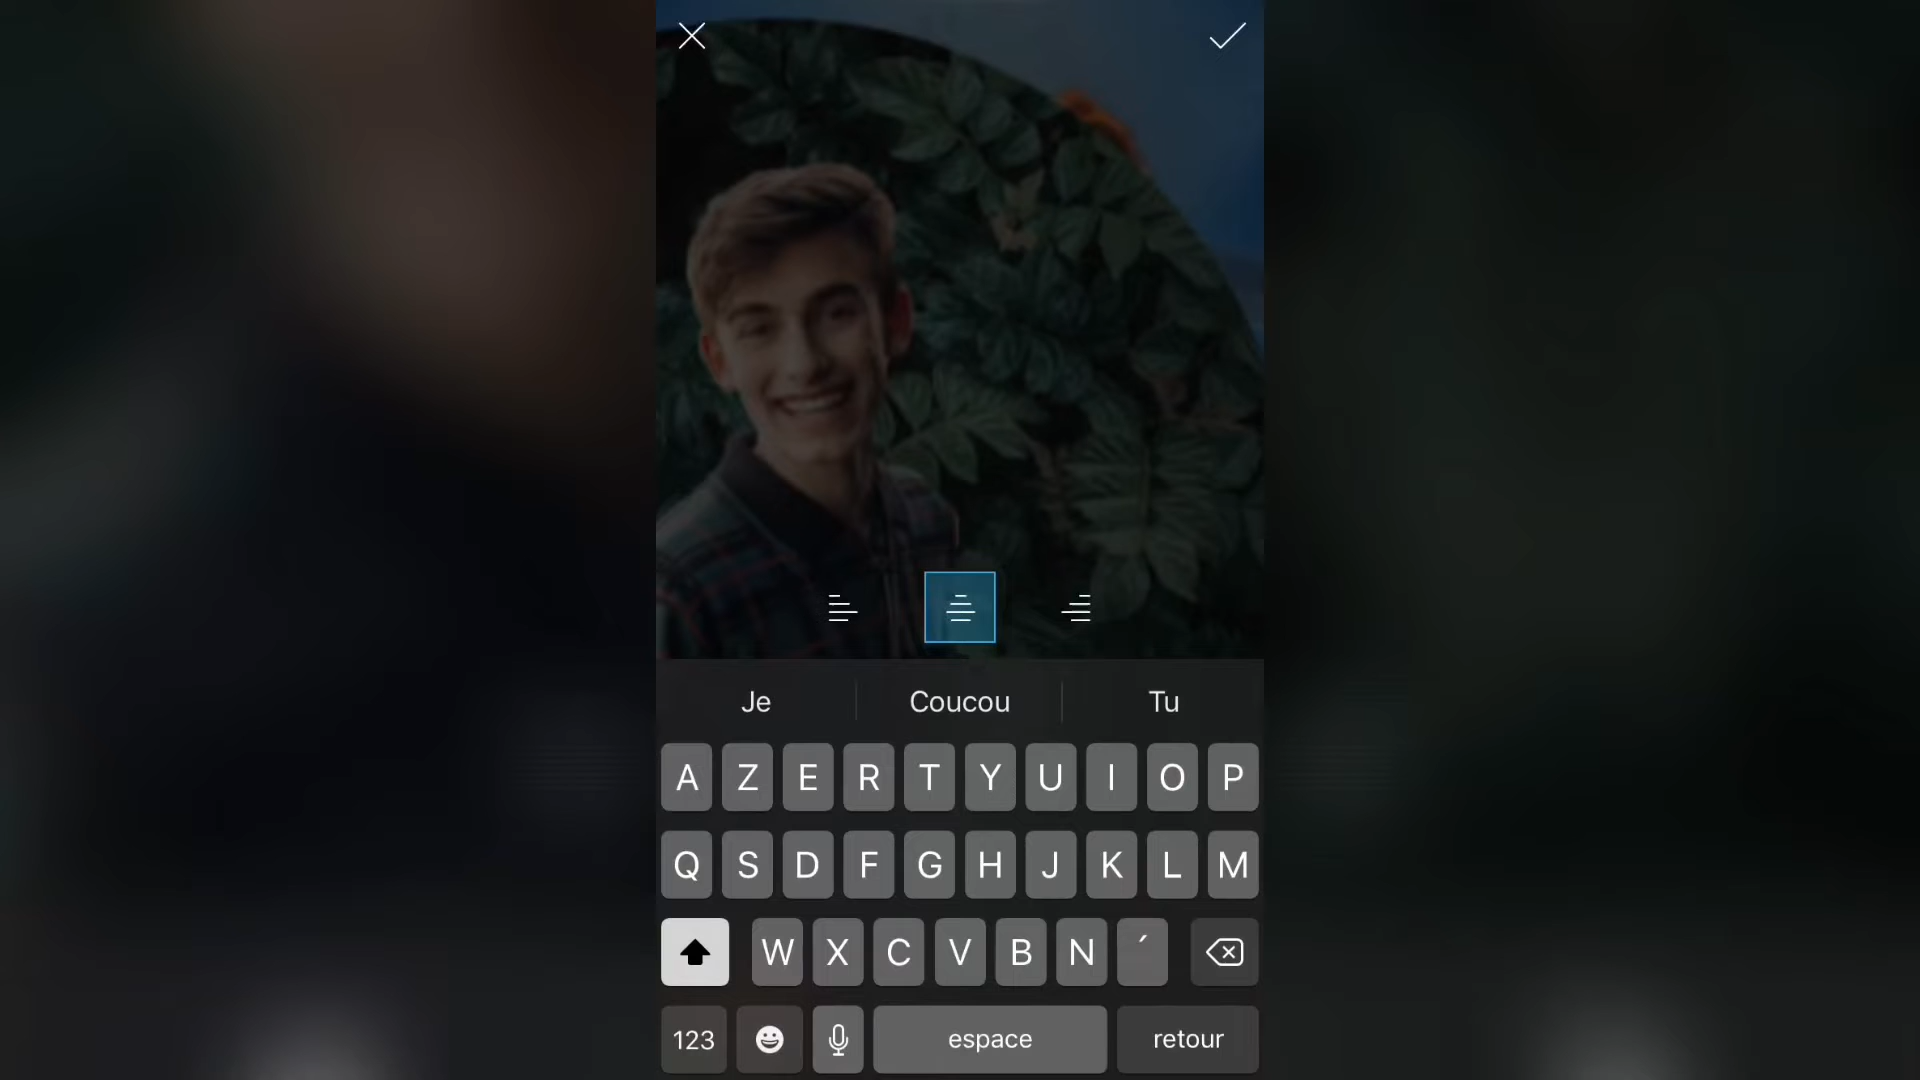 Je Coucou Tu
A Z E R T Y U I O P
Q S D F G H J K L M
W X C V B N ´
123 espace retour